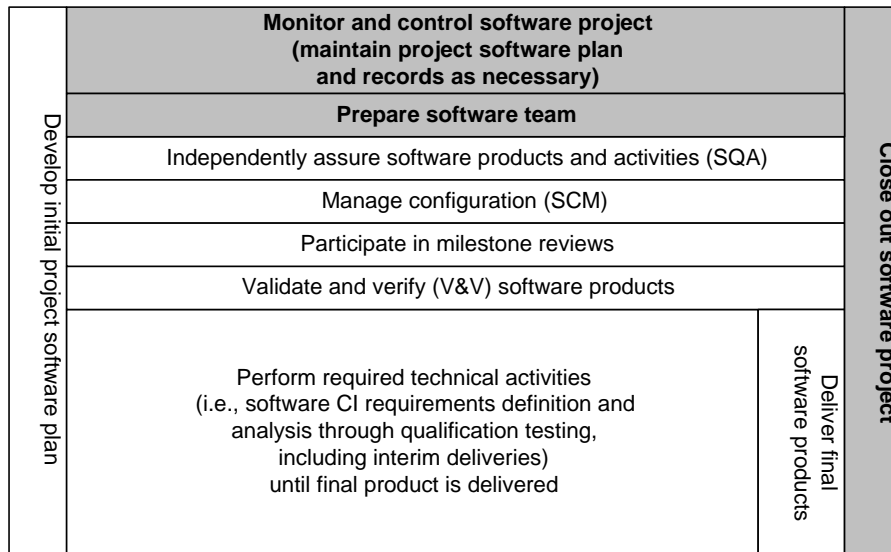 Develop initial project software plan
Monitor and control software project
(maintain project software plan
and records as necessary)
Prepare software team
Independently assure software products and activities (SQA)
Manage configuration (SCM)
Participate in milestone reviews
Validate and verify (V&V) software products
Perform required technical activities
(i.e., software CI requirements definition and
analysis through qualification testing,
including interim deliveries)
until final product is delivered
Deliver final
software products
Close out software project